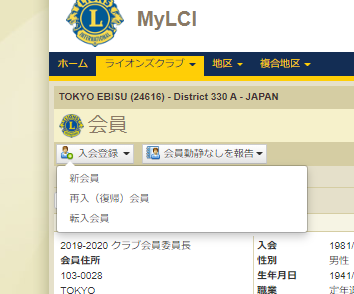 MyLCI
ホーム ライオンズクラブ 地区 複合地区
TOKYO EBISU (24616) - District 330 A - JAPAN
会員
入会登録 会員動静なしを報告
新会員
再入（復帰）会員
転入会員
2019-2020 クラブ会員委員長 入会 1981/
会員住所 性別 男性
103-0028 生年月日 1941/
TOKYO 職業 定年退